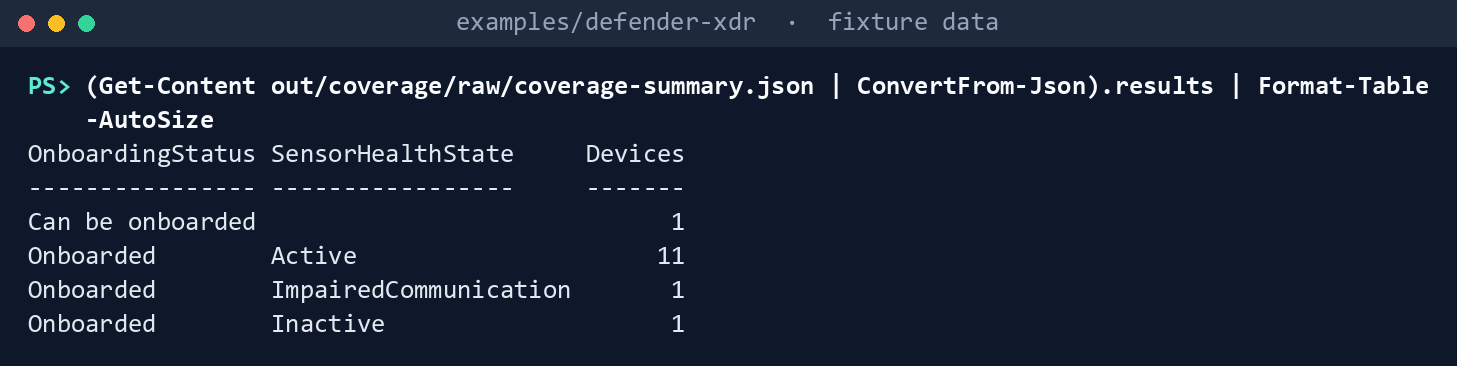 examples/defender-xdr · fixture data
PS> (Get-Content out/coverage/raw/coverage-summary.json | ConvertFrom-Json).results | Format-Table
-AutoSize
OnboardingStatus SensorHealthState     Devices
---------------- -----------------     -------
Can be onboarded                             1
Onboarded        Active                     11
Onboarded        ImpairedCommunication       1
Onboarded        Inactive                    1